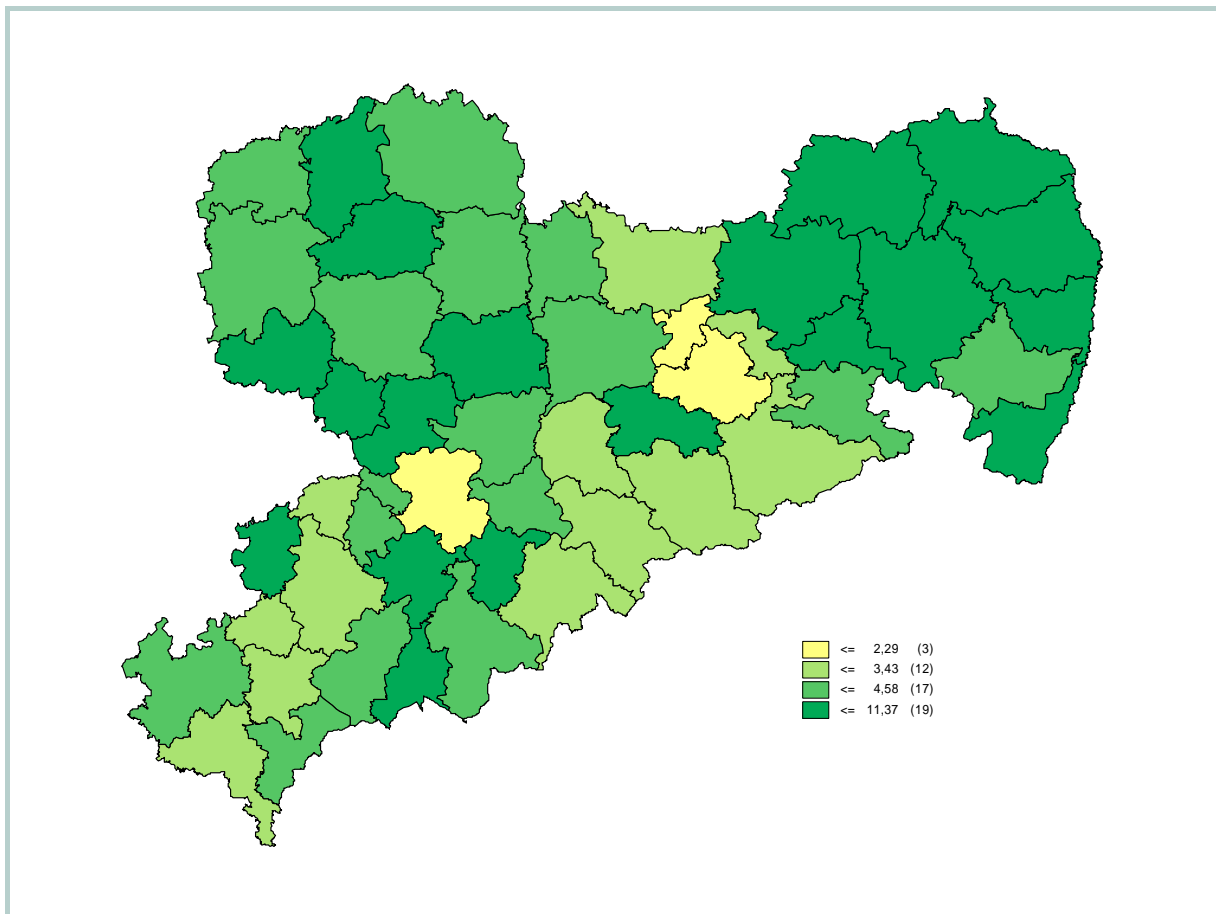 <= 2,29 (3)
<= 3,43 (12)
<= 4,58 (17)
<= 11,37 (19)